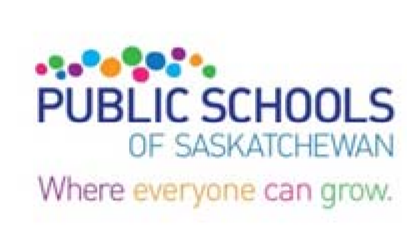 PUBLIC SCHOOLS
OF SASKATCHEWAN
Where everyone can grow.